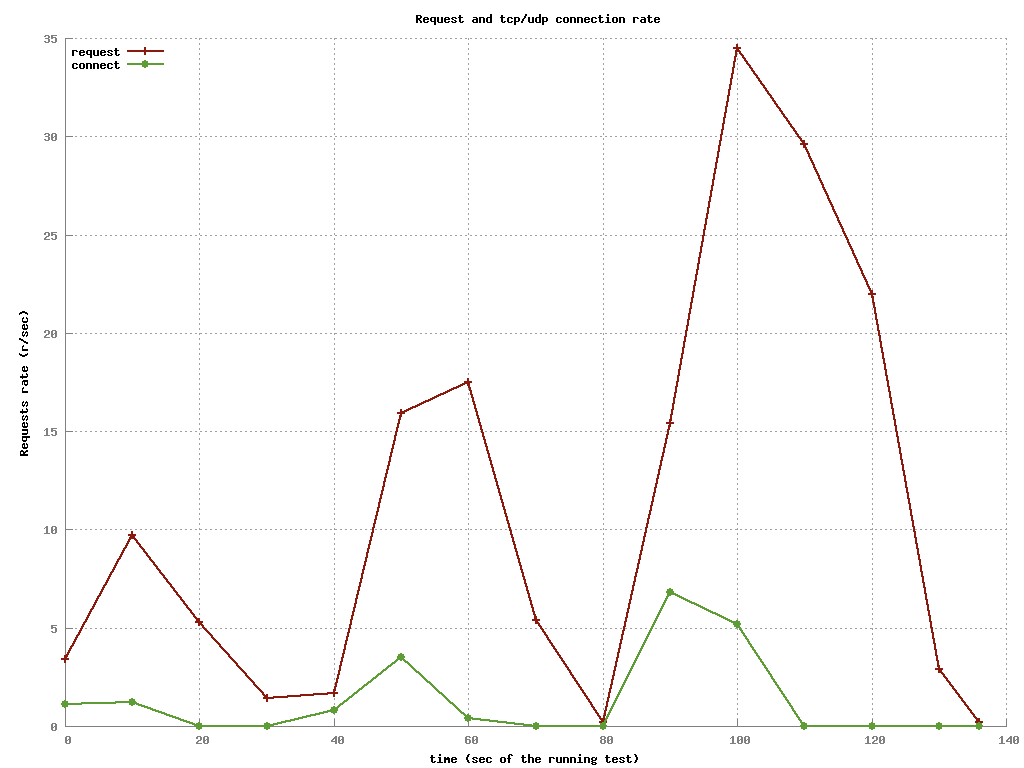 Request and tcp/udp connection rate
request
connect
35
30
25
20
15
10
5
0
Requests rate (r/sec)
0 20 40 60 80 100 120 140
time (sec of the running test)